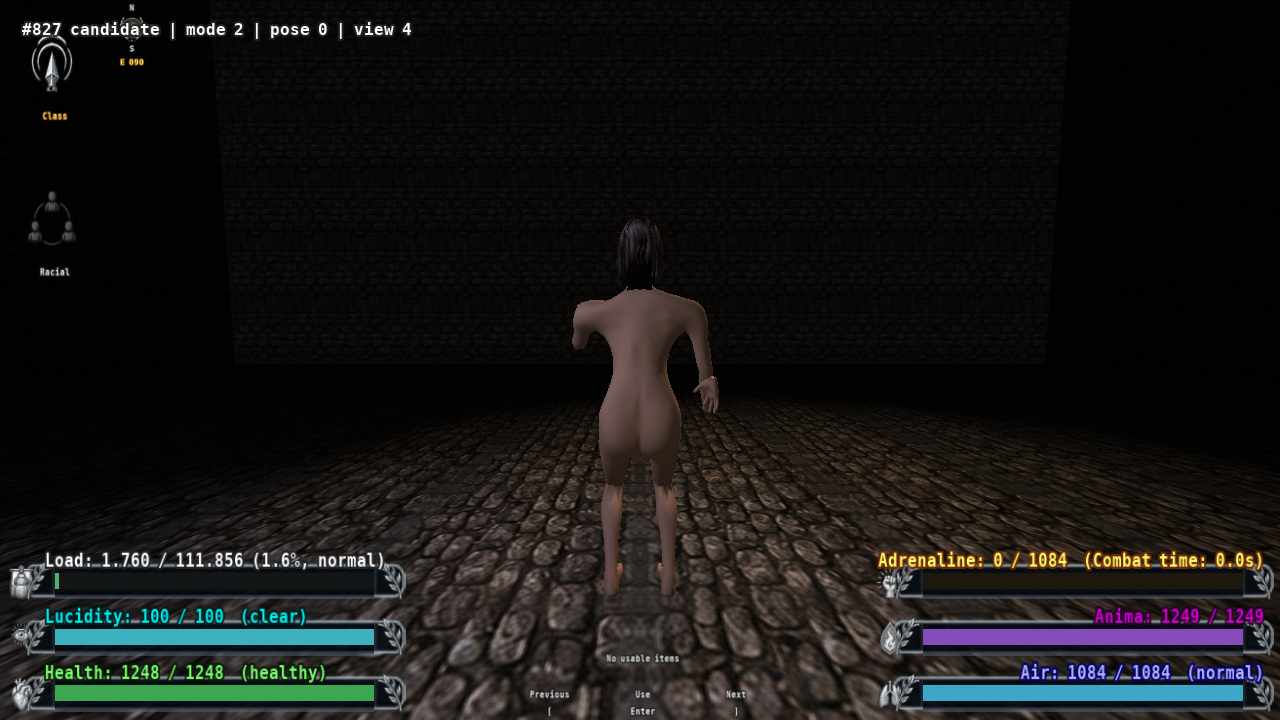 N
#827 candidate | mode 2 | pose 0 | view 4
S
E 090
Class
Racial
Load: 1.760 / 111.856 (1.6%, normal)
Adrenaline: 0 / 1084 (Combat time: 0.0s)
Lucidity: 100 / 100 (clear)
Anima: 1249 / 1249
No usable items
Health: 1248 / 1248 (healthy)
Air: 1084 / 1084 (normal)
Previous Use Next
[ Enter ]